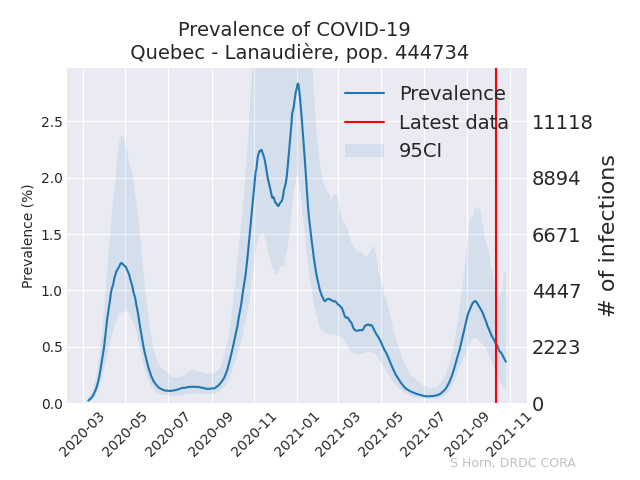 Prevalence of COVID-19
Quebec - Lanaudière, pop. 444734
Prevalence
Latest data
95CI
Prevalence (%)
2.5
2.0
1.5
1.0
0.5
0.0
11118
8894
6671
4447
2223
0
# of infections
2020-03
2020-05
2020-07
2020-09
2020-11
2021-01
2021-03
2021-05
2021-07
2021-09
2021-11
S Horn, DRDC CORA